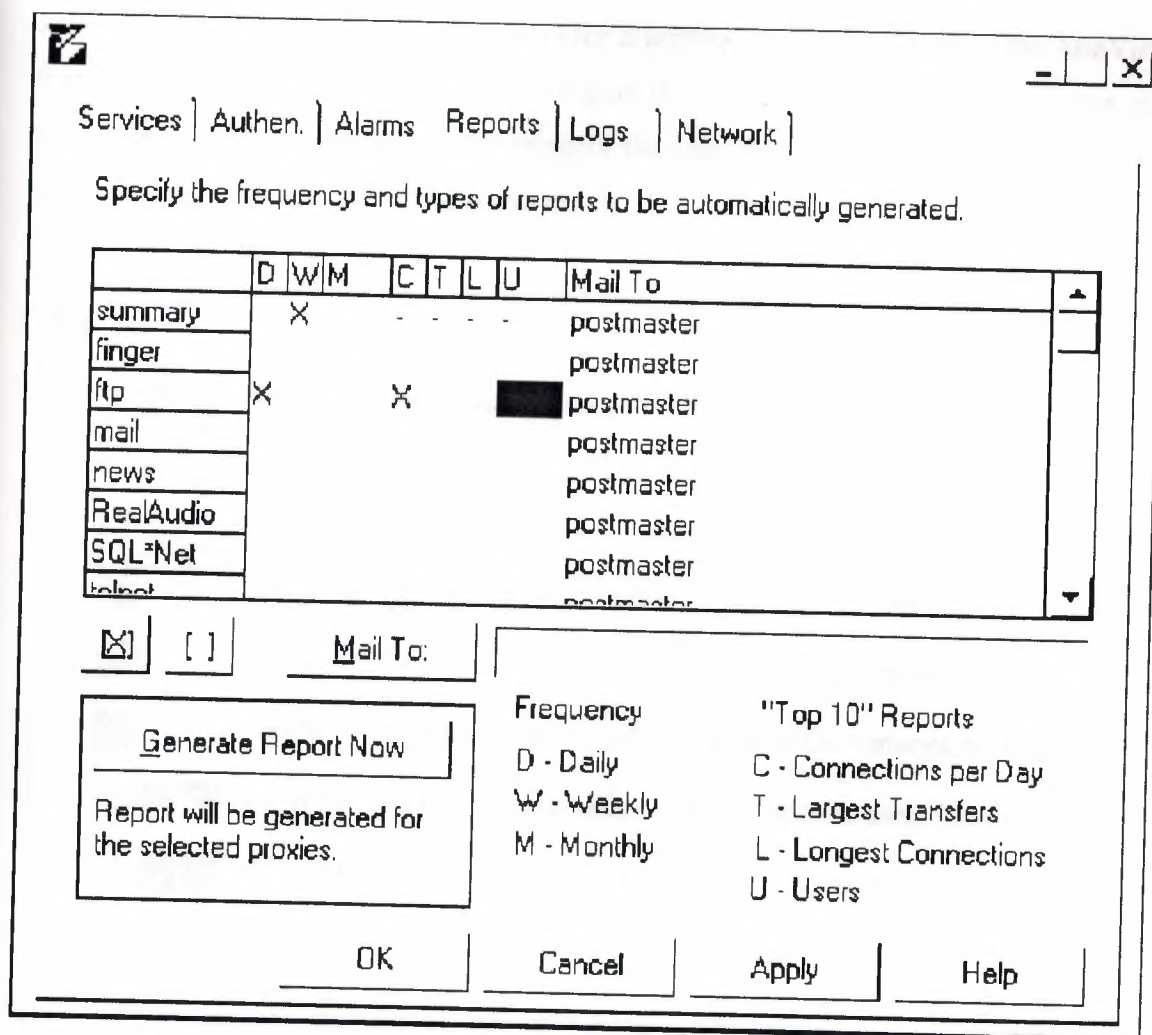 Services Authen. Alarms Reports Logs Network
Specify the frequency and types of reports to be automatically generated.
D W M C T L U Mail To
summary X - - - - postmaster
finger postmaster
ftp X X postmaster
mail postmaster
news postmaster
RealAudio postmaster
SQL*Net postmaster
telnet postmaster
[X] [ ] Mail To:
Generate Report Now
Report will be generated for
the selected proxies.
Frequency
D - Daily
W - Weekly
M - Monthly
"Top 10" Reports
C - Connections per Day
T - Largest Transfers
L - Longest Connections
U - Users
OK Cancel Apply Help